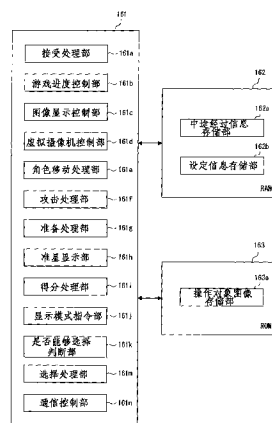 161
接受处理部
161a
游戏进度控制部
161b
图像显示控制部
161c
虚拟摄像机控制部
161d
角色移动处理部
161e
攻击处理部
161f
准备处理部
161g
准星显示部
161h
得分处理部
161i
显示模式指令部
161j
是否能够选择
判断部
161k
选择处理部
161m
通信控制部
161n
162
162a
中途经过信息
存储部
162b
设定信息存储部
RAM
163
163a
操作对象图像
存储部
ROM